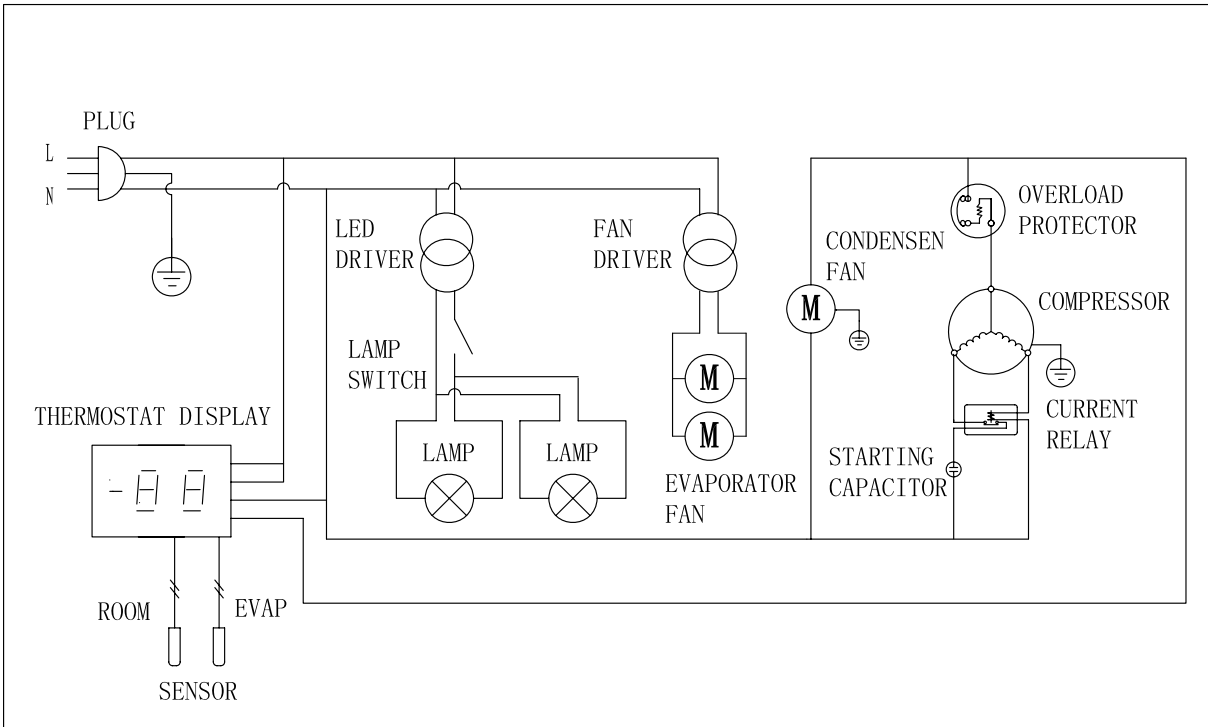 PLUG
L
N
LED
DRIVER
FAN
DRIVER
CONDENSEN
FAN
M
OVERLOAD
PROTECTOR
COMPRESSOR
LAMP
SWITCH
M
M
EVAPORATOR
FAN
CURRENT
RELAY
STARTING
CAPACITOR
THERMOSTAT DISPLAY
-88
LAMP
LAMP
ROOM
EVAP
SENSOR